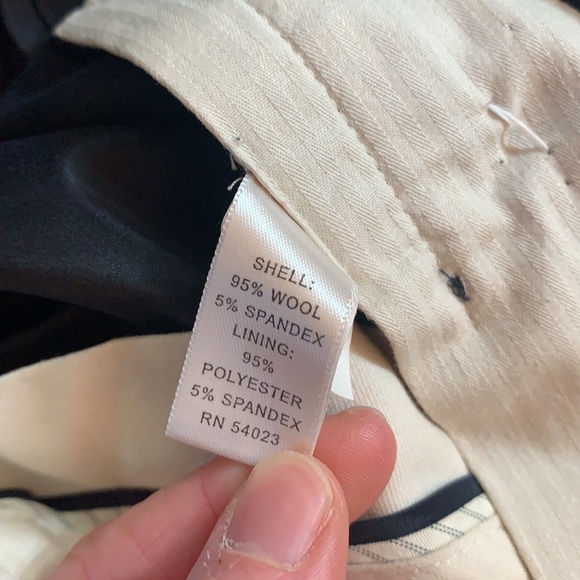 SHELL:
95% WOOL
5% SPANDEX
LINING:
95%
POLYESTER
5% SPANDEX
RN 54023